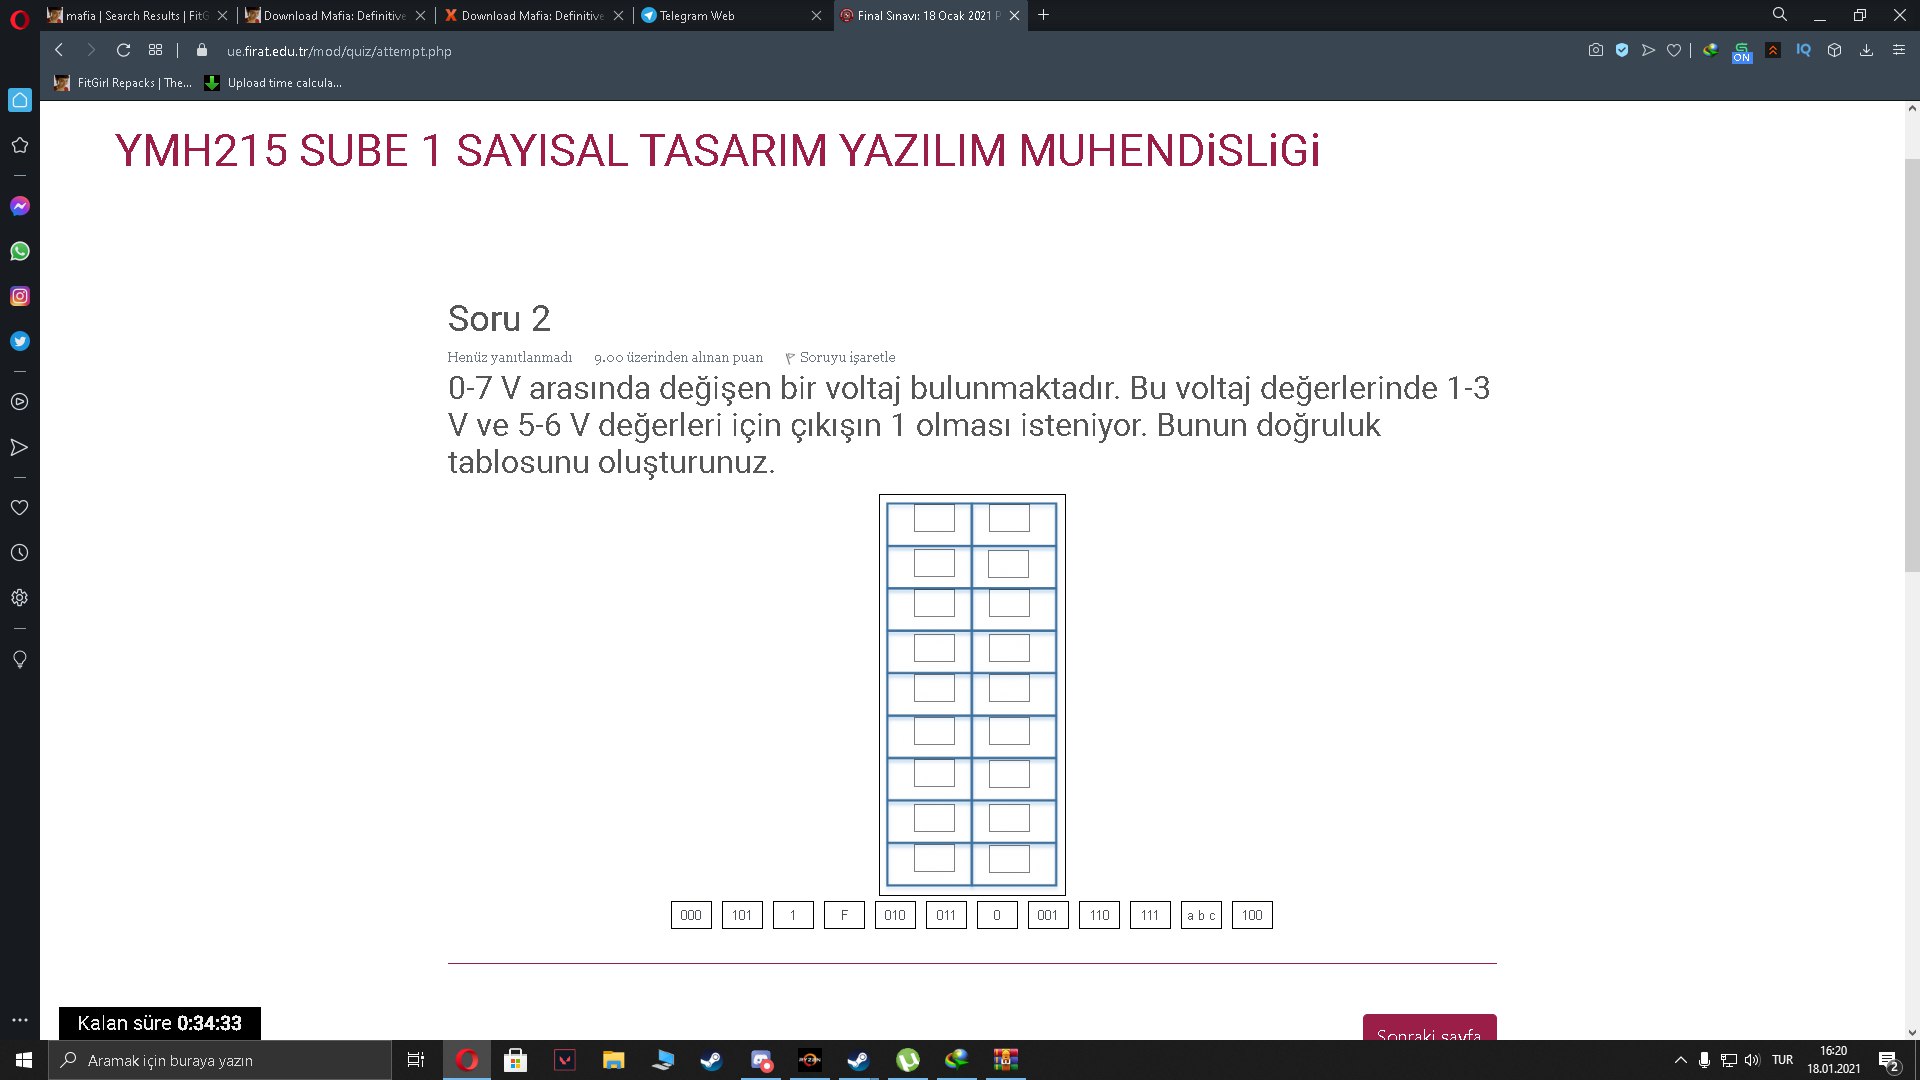 mafia | Search Results | FitG
Download Mafia: Definitive
Download Mafia: Definitive
Telegram Web
Final Sınavı: 18 Ocak 2021 P
ue.firat.edu.tr/mod/quiz/attempt.php
ON
IQ
FitGirl Repacks | The...
Upload time calcula...
YMH215 SUBE 1 SAYISAL TASARIM YAZILIM MUHENDiSLiGi
Soru 2
Henüz yanıtlanmadı 9.00 üzerinden alınan puan Soruyu işaretle
0-7 V arasında değişen bir voltaj bulunmaktadır. Bu voltaj değerlerinde 1-3
V ve 5-6 V değerleri için çıkışın 1 olması isteniyor. Bunun doğruluk
tablosunu oluşturunuz.
000 101 1 F 010 011 0 001 110 111 a b c 100
Kalan süre 0:34:33
Sonraki sayfa
Aramak için buraya yazın
RYZEN
TUR
16:20
18.01.2021
2